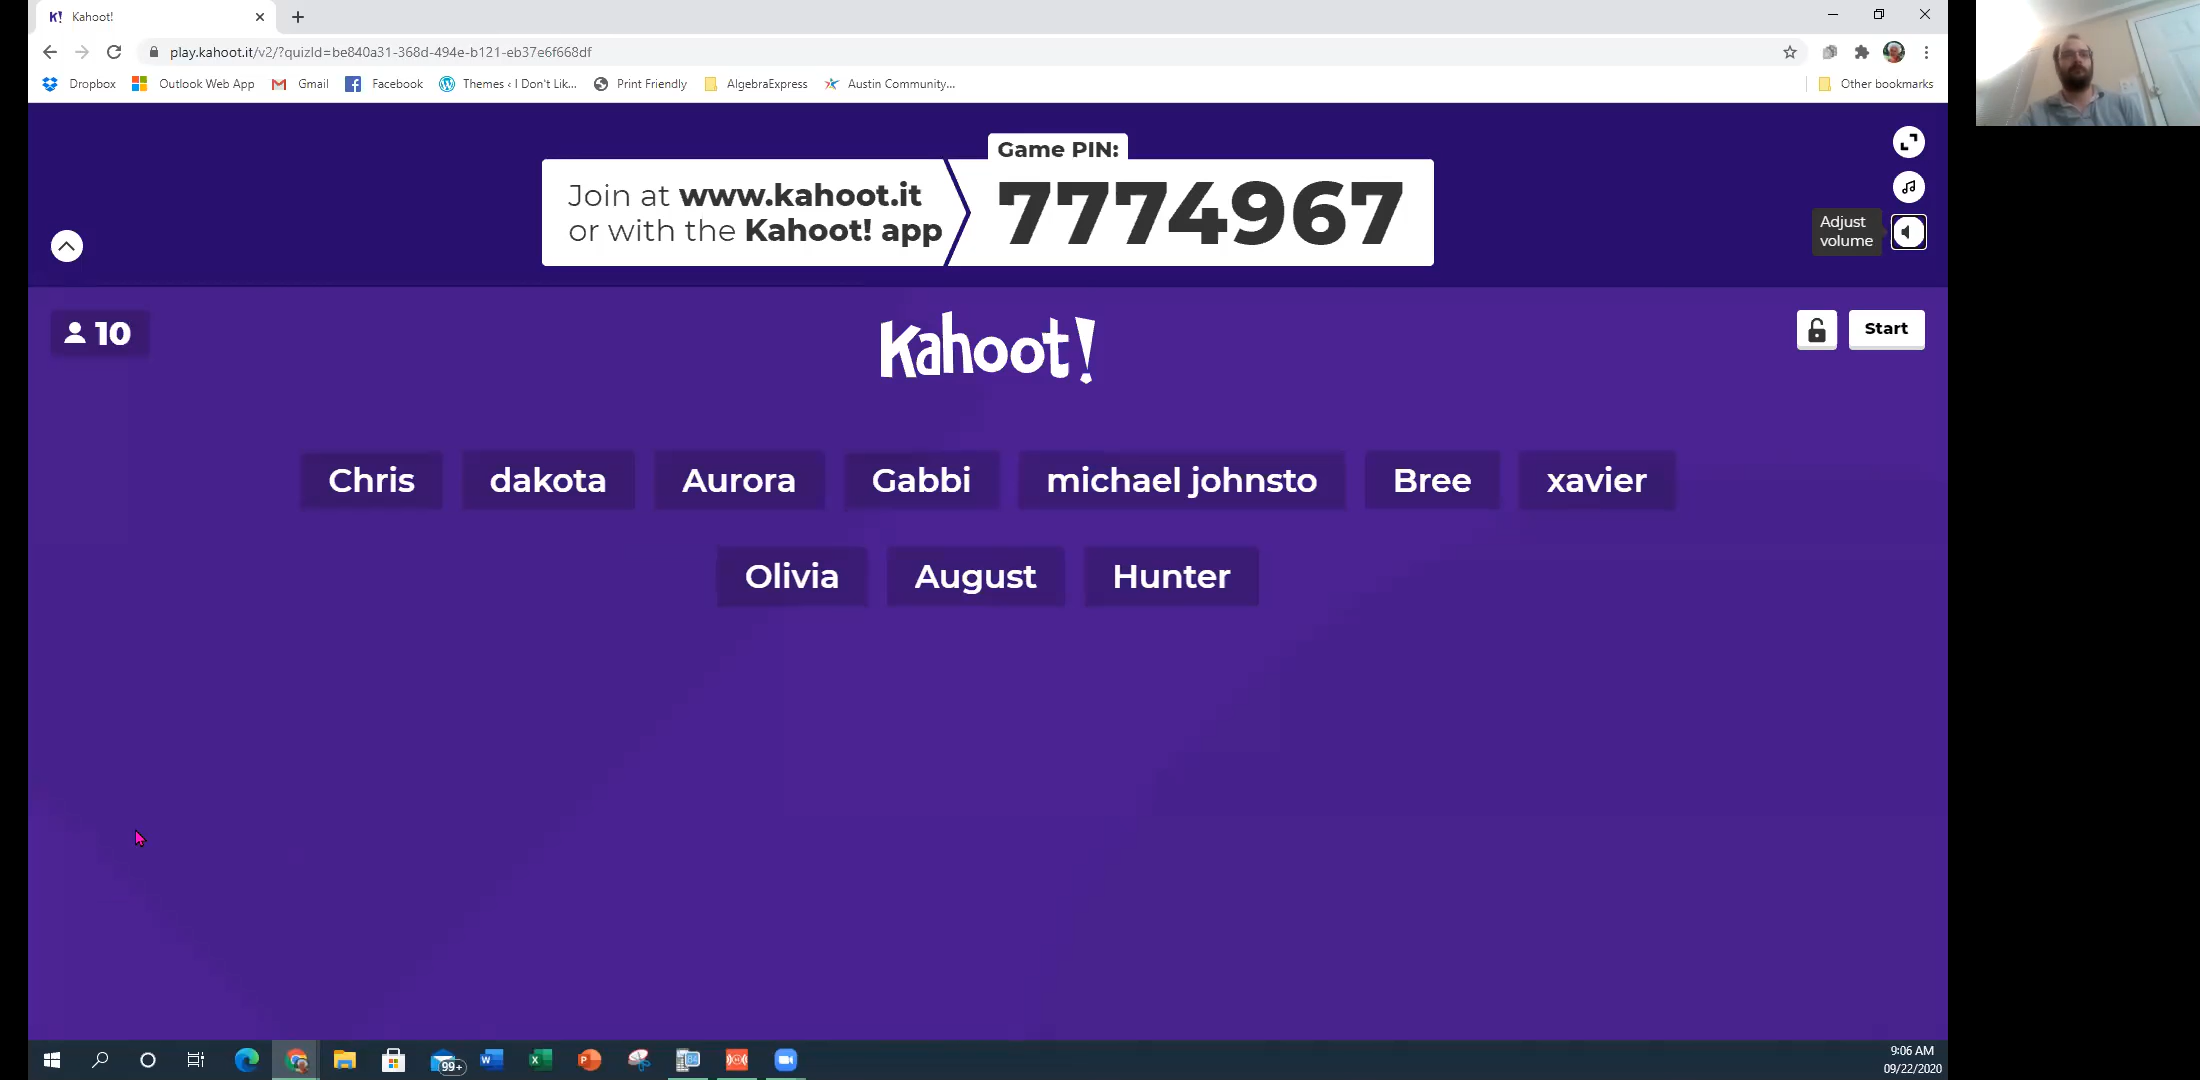 K! Kahoot!
play.kahoot.it/v2/?quizId=be840a31-368d-494e-b121-eb37e6f668df
Dropbox Outlook Web App Gmail Facebook Themes ‹ I Don't Lik... Print Friendly AlgebraExpress Austin Community... Other bookmarks
Game PIN:
Join at www.kahoot.it
or with the Kahoot! app
7774967
Adjust
volume
10
Kahoot!
Start
Chris dakota Aurora Gabbi michael johnsto Bree xavier
Olivia August Hunter
99+
9:06 AM
09/22/2020